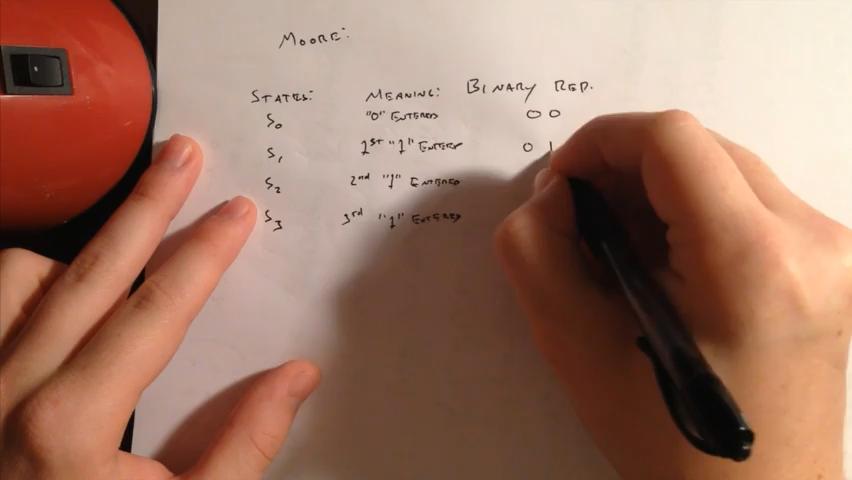 MOORE:
STATES: MEANING: BINARY REP.
S0 "0" ENTERED 00
S1 1ST "1" ENTERED 01
S2 2nd "1" ENTERED
S3 3rd "1" ENTERED